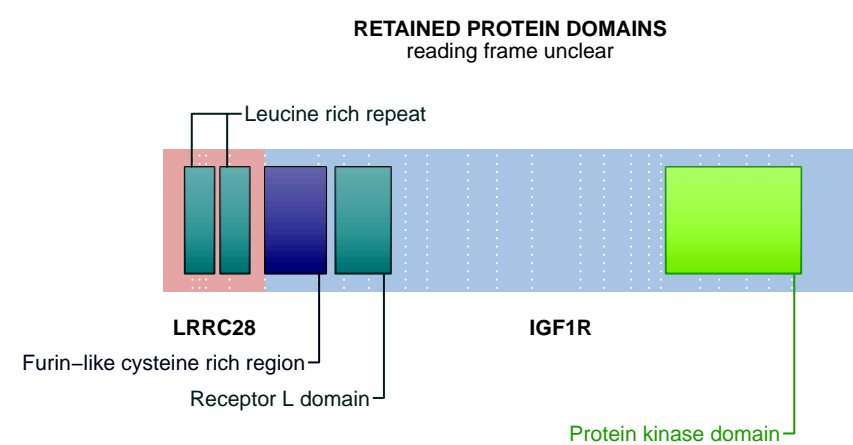 RETAINED PROTEIN DOMAINS
reading frame unclear
Leucine rich repeat
LRRC28
IGF1R
Furin−like cysteine rich region
Receptor L domain
Protein kinase domain